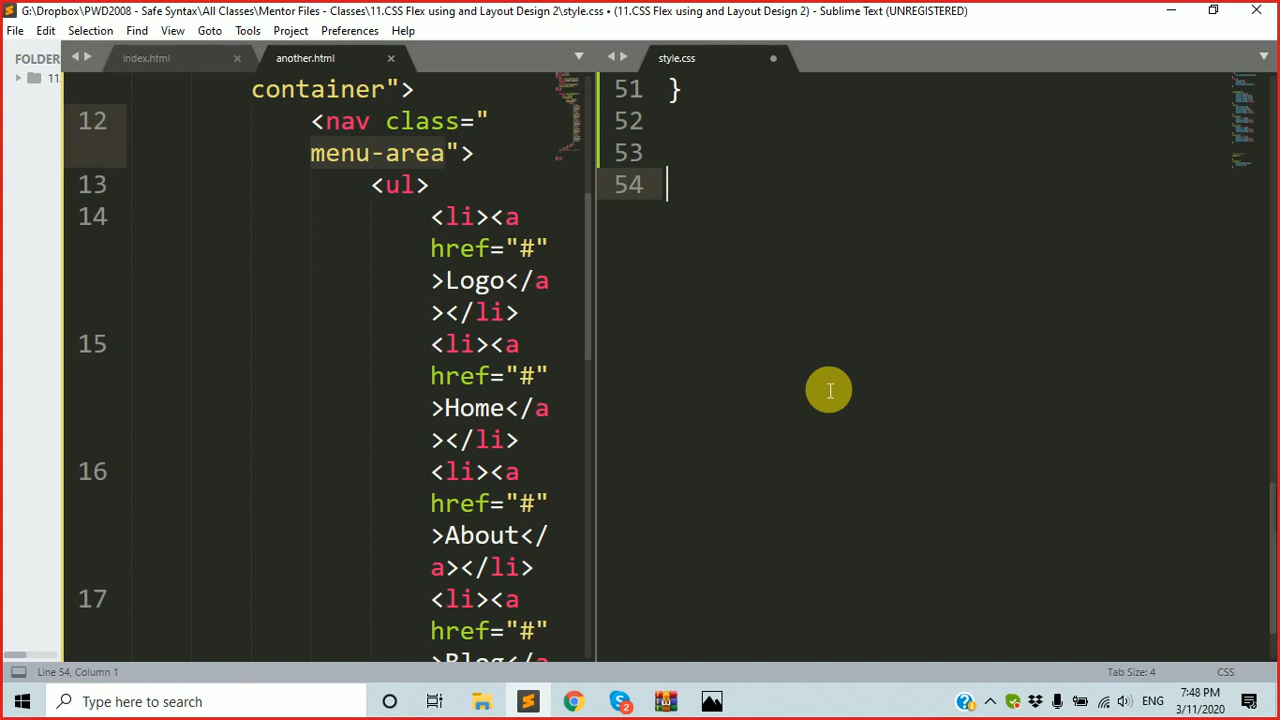 G:\Dropbox\PWD2008 - Safe Syntax\All Classes\Mentor Files - Classes\11.CSS Flex using and Layout Design 2\style.css • (11.CSS Flex using and Layout Design 2) - Sublime Text (UNREGISTERED)
File Edit Selection Find View Goto Tools Project Preferences Help
FOLDER
11.
index.html × another.html ×
container">
12 <nav class="
menu-area">
13 <ul>
14 <li><a
href="#"
>Logo</a
></li>
15 <li><a
href="#"
>Home</a
></li>
16 <li><a
href="#"
>About</
a></li>
17 <li><a
href="#"
>Blog</a
style.css
51 }
52
53
54
Line 54, Column 1
Tab Size: 4 CSS
Type here to search
2
ENG
7:48 PM
3/11/2020